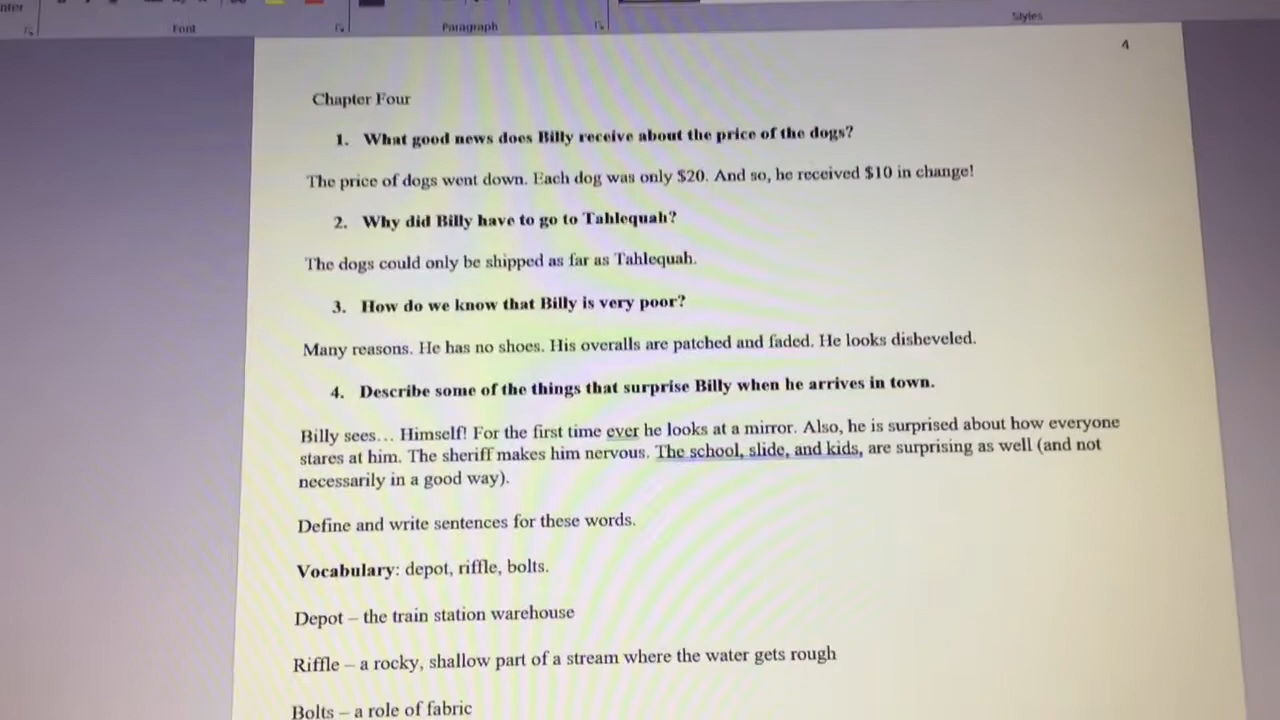 nter
Font
Paragraph
Styles
4
Chapter Four
1. What good news does Billy receive about the price of the dogs?
The price of dogs went down. Each dog was only $20. And so, he received $10 in change!
2. Why did Billy have to go to Tahlequah?
The dogs could only be shipped as far as Tahlequah.
3. How do we know that Billy is very poor?
Many reasons. He has no shoes. His overalls are patched and faded. He looks disheveled.
4. Describe some of the things that surprise Billy when he arrives in town.
Billy sees… Himself! For the first time ever he looks at a mirror. Also, he is surprised about how everyone
stares at him. The sheriff makes him nervous. The school, slide, and kids, are surprising as well (and not
necessarily in a good way).
Define and write sentences for these words.
Vocabulary: depot, riffle, bolts.
Depot – the train station warehouse
Riffle – a rocky, shallow part of a stream where the water gets rough
Bolts – a role of fabric